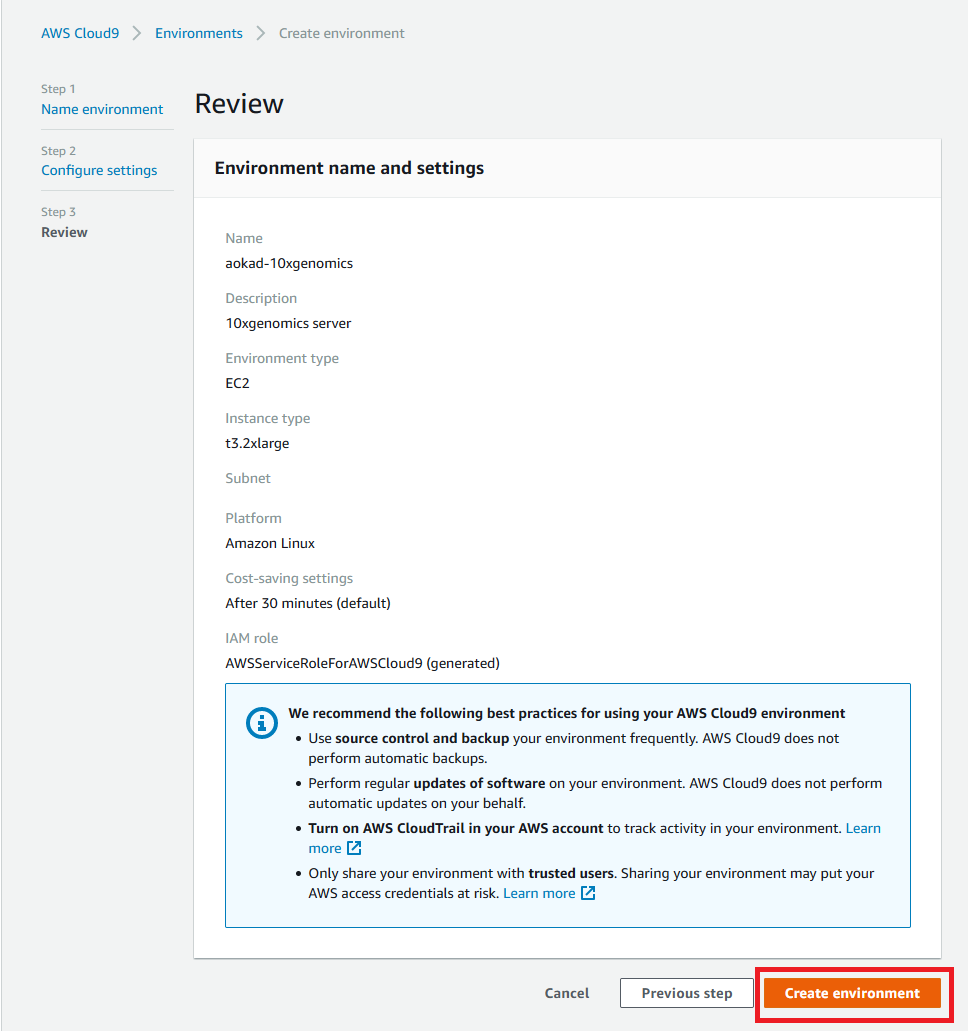 AWS Cloud9 > Environments > Create environment
Step 1
Name environment
Step 2
Configure settings
Step 3
Review
Review
Environment name and settings
Name
aokad-10xgenomics
Description
10xgenomics server
Environment type
EC2
Instance type
t3.2xlarge
Subnet
Platform
Amazon Linux
Cost-saving settings
After 30 minutes (default)
IAM role
AWSServiceRoleForAWSCloud9 (generated)
We recommend the following best practices for using your AWS Cloud9 environment
• Use source control and backup your environment frequently. AWS Cloud9 does not
perform automatic backups.
• Perform regular updates of software on your environment. AWS Cloud9 does not perform
automatic updates on your behalf.
• Turn on AWS CloudTrail in your AWS account to track activity in your environment. Learn
more
• Only share your environment with trusted users. Sharing your environment may put your
AWS access credentials at risk. Learn more
Cancel
Previous step
Create environment